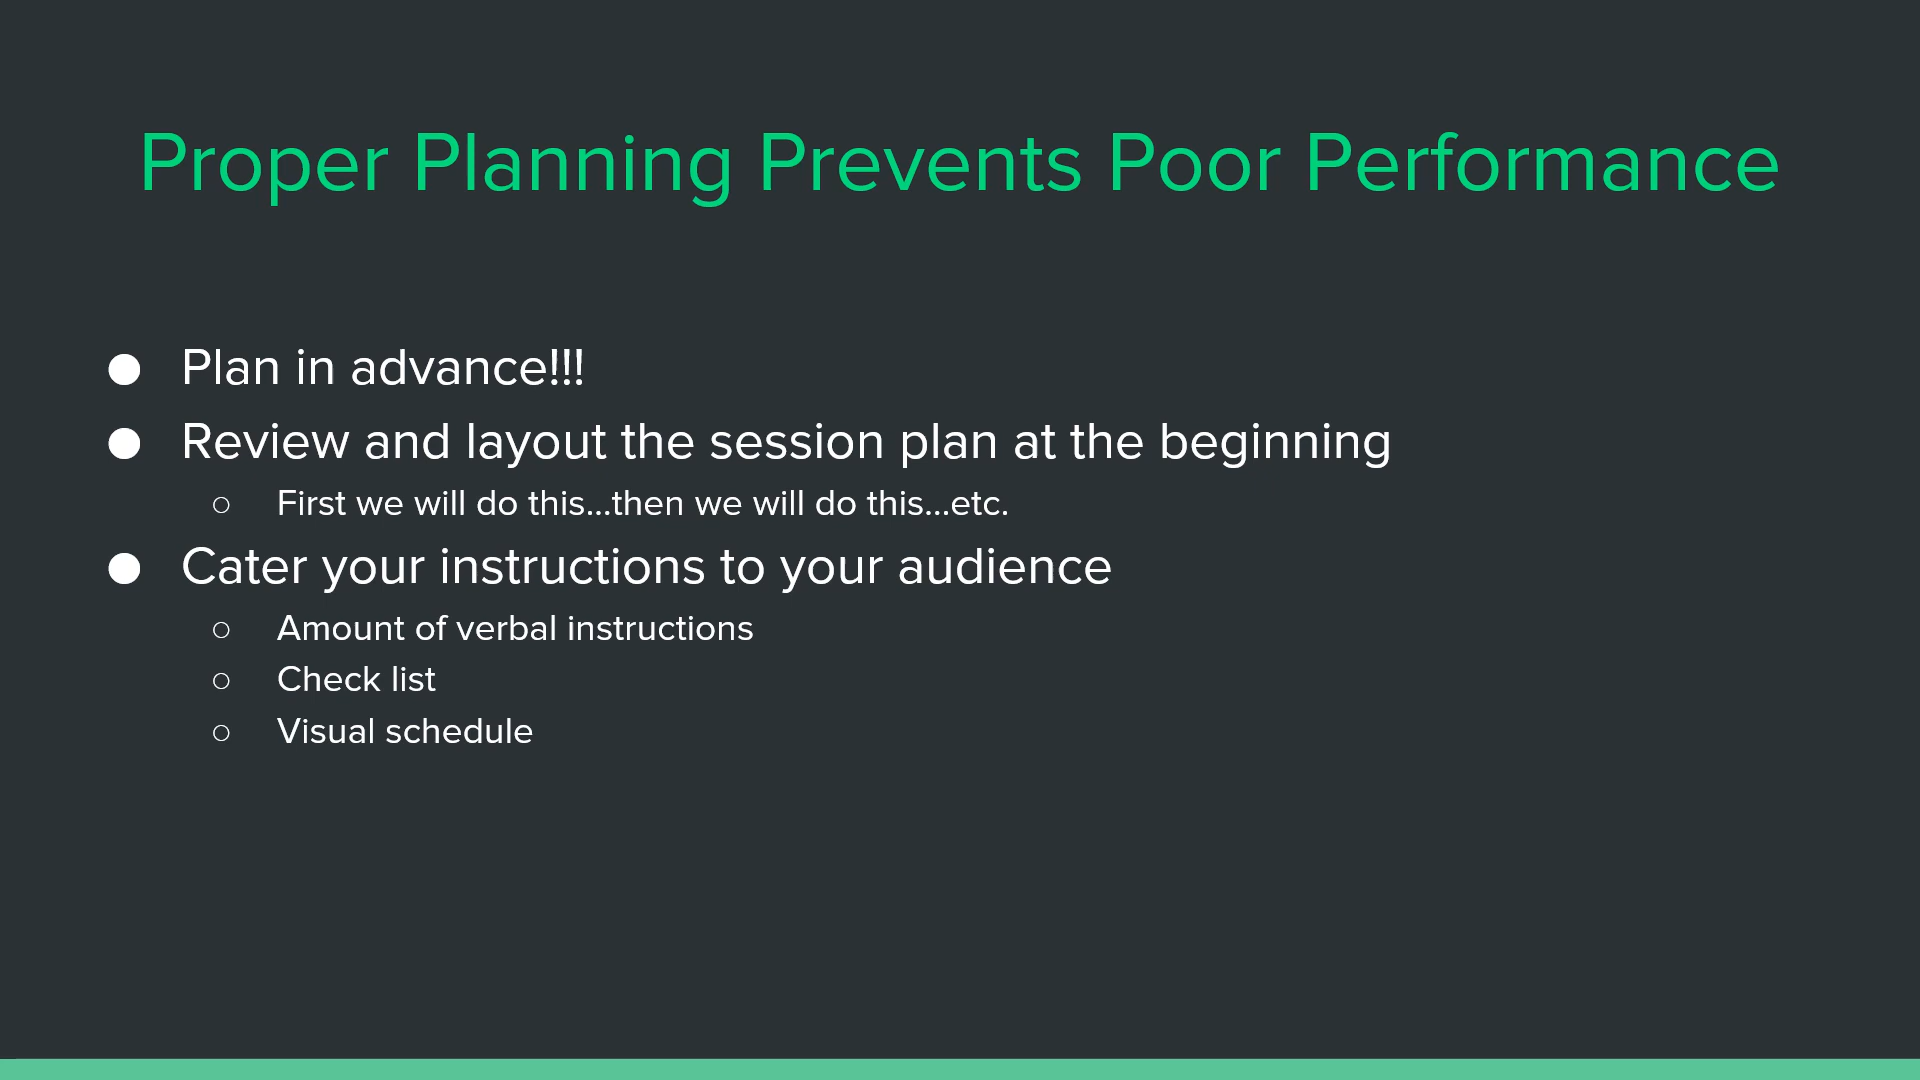 Proper Planning Prevents Poor Performance
● Plan in advance!!!
● Review and layout the session plan at the beginning
○ First we will do this...then we will do this...etc.
● Cater your instructions to your audience
○ Amount of verbal instructions
○ Check list
○ Visual schedule